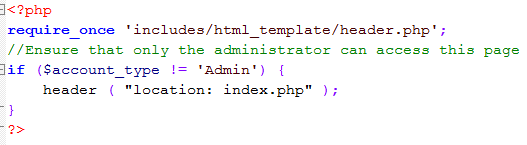 <?php
require_once 'includes/html_template/header.php';
//Ensure that only the administrator can access this page
if ($account_type != 'Admin') {
    header ( "location: index.php" );
}
?>